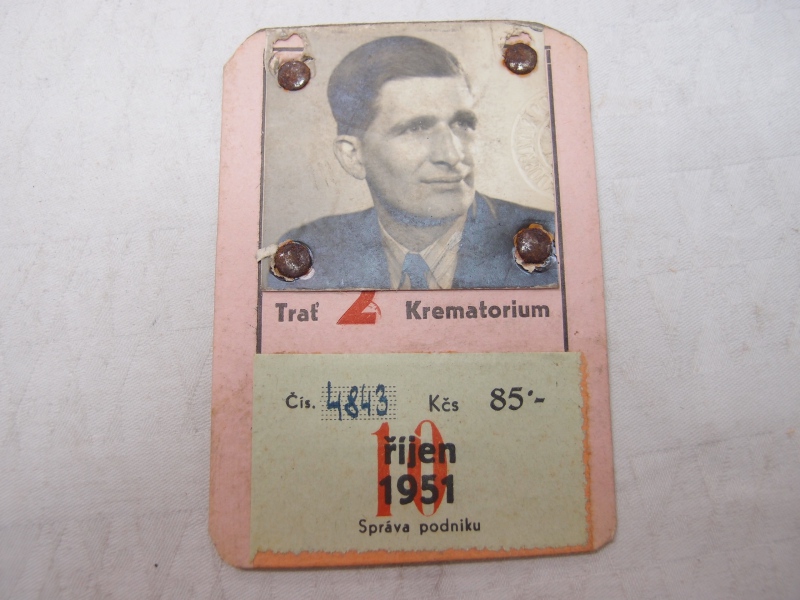 Trať 2 Krematorium
Čís. 4843 Kčs 85·-
10
říjen
1951
Správa podniku